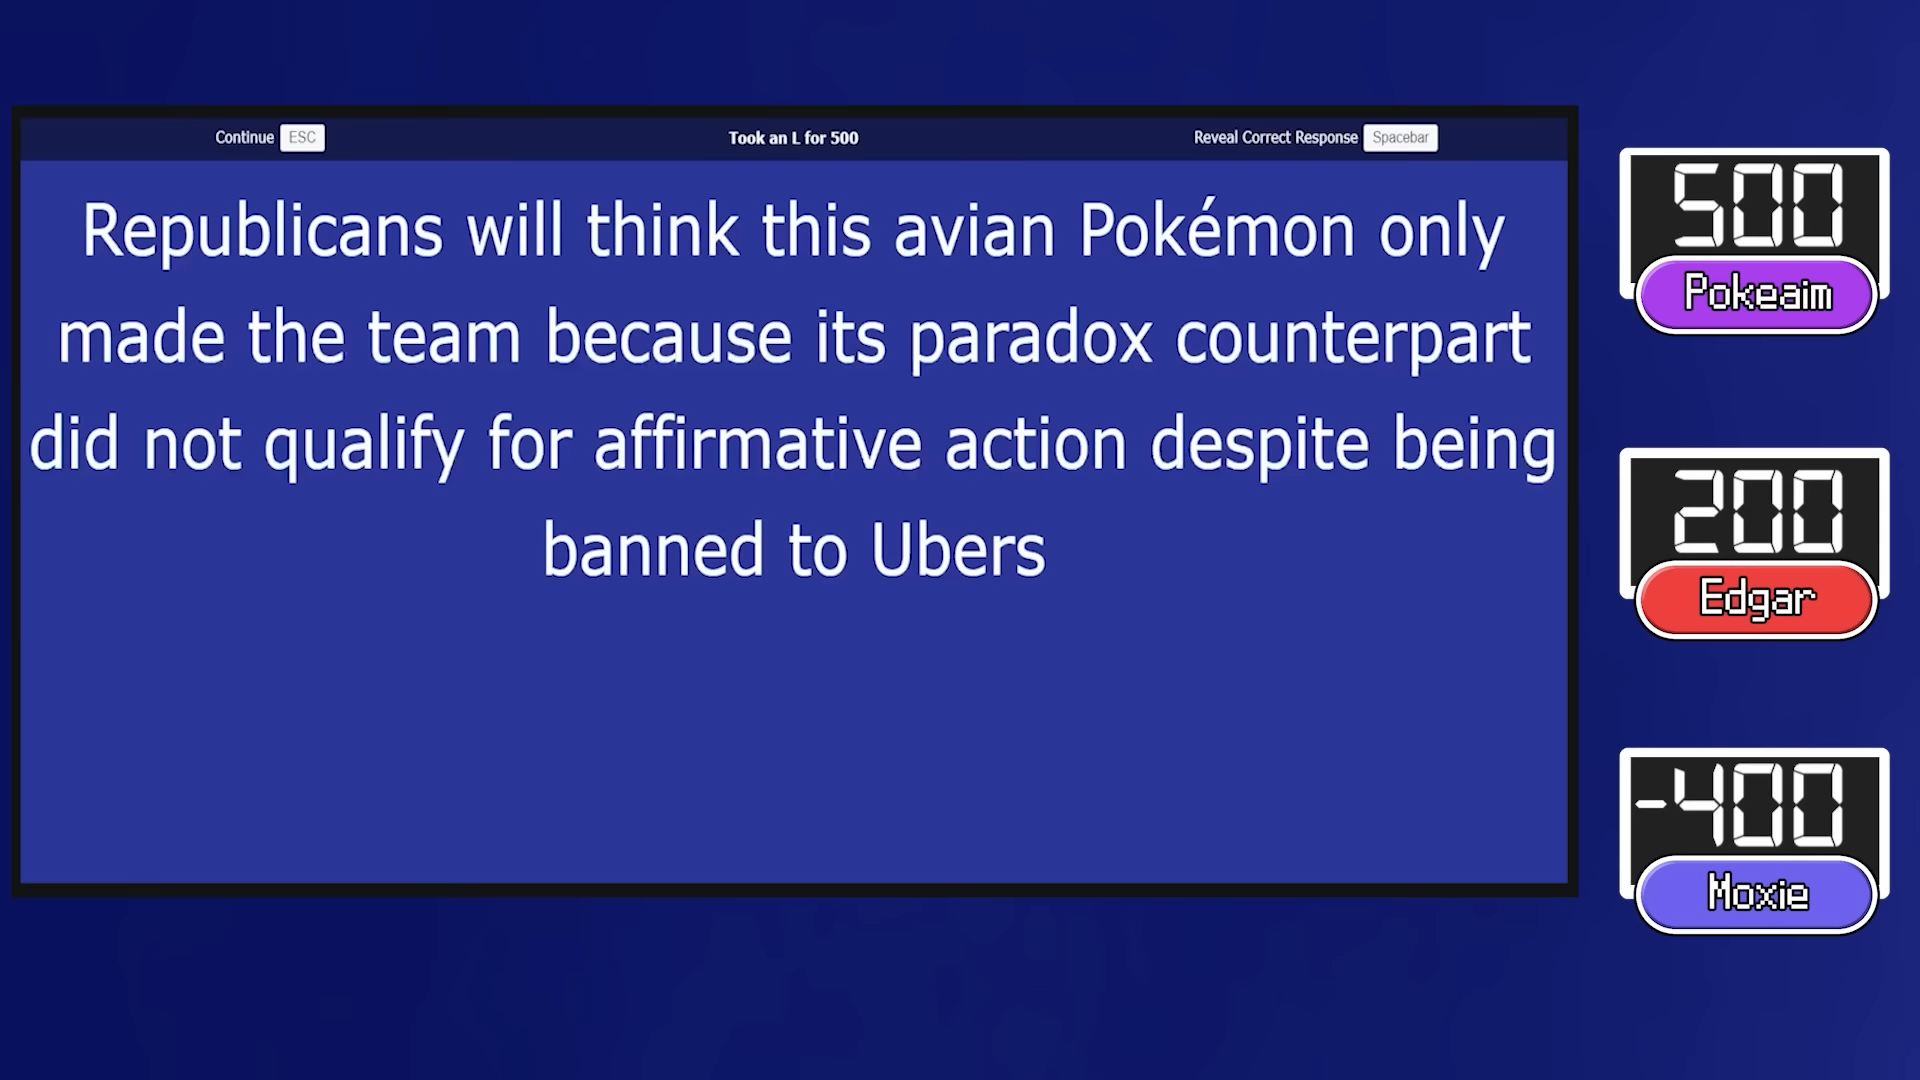 Continue ESC
Took an L for 500
Reveal Correct Response Spacebar
Republicans will think this avian Pokémon only
made the team because its paradox counterpart
did not qualify for affirmative action despite being
banned to Ubers
500
Pokeaim
200
Edgar
-400
Moxie